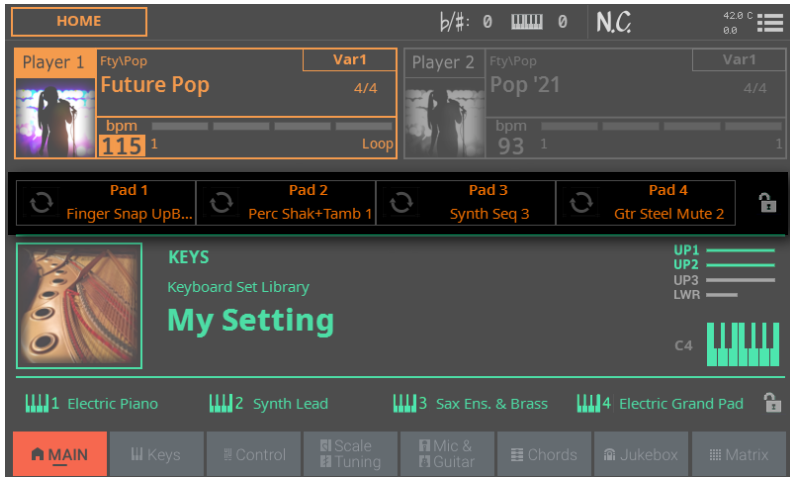 HOME
♭/♯: 0 0 N.C. 42.0 C
0.0
Player 1 Fty\Pop Var1
Future Pop 4/4
bpm
115 1 Loop
Player 2 Fty\Pop Var1
Pop '21 4/4
bpm
93 1 1
Pad 1
Finger Snap UpB...
Pad 2
Perc Shak+Tamb 1
Pad 3
Synth Seq 3
Pad 4
Gtr Steel Mute 2
KEYS
Keyboard Set Library
My Setting
UP1
UP2
UP3
LWR
C4
1 Electric Piano
2 Synth Lead
3 Sax Ens. & Brass
4 Electric Grand Pad
MAIN
Keys
Control
Scale
Tuning
Mic &
Guitar
Chords
Jukebox
Matrix